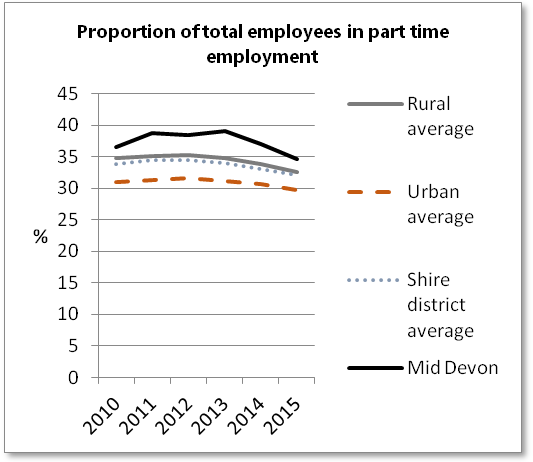 Proportion of total employees in part time
employment
45
40
35
30
25
20
15
10
5
0
%
2010
2011
2012
2013
2014
2015
Rural
average
Urban
average
Shire
district
average
Mid Devon